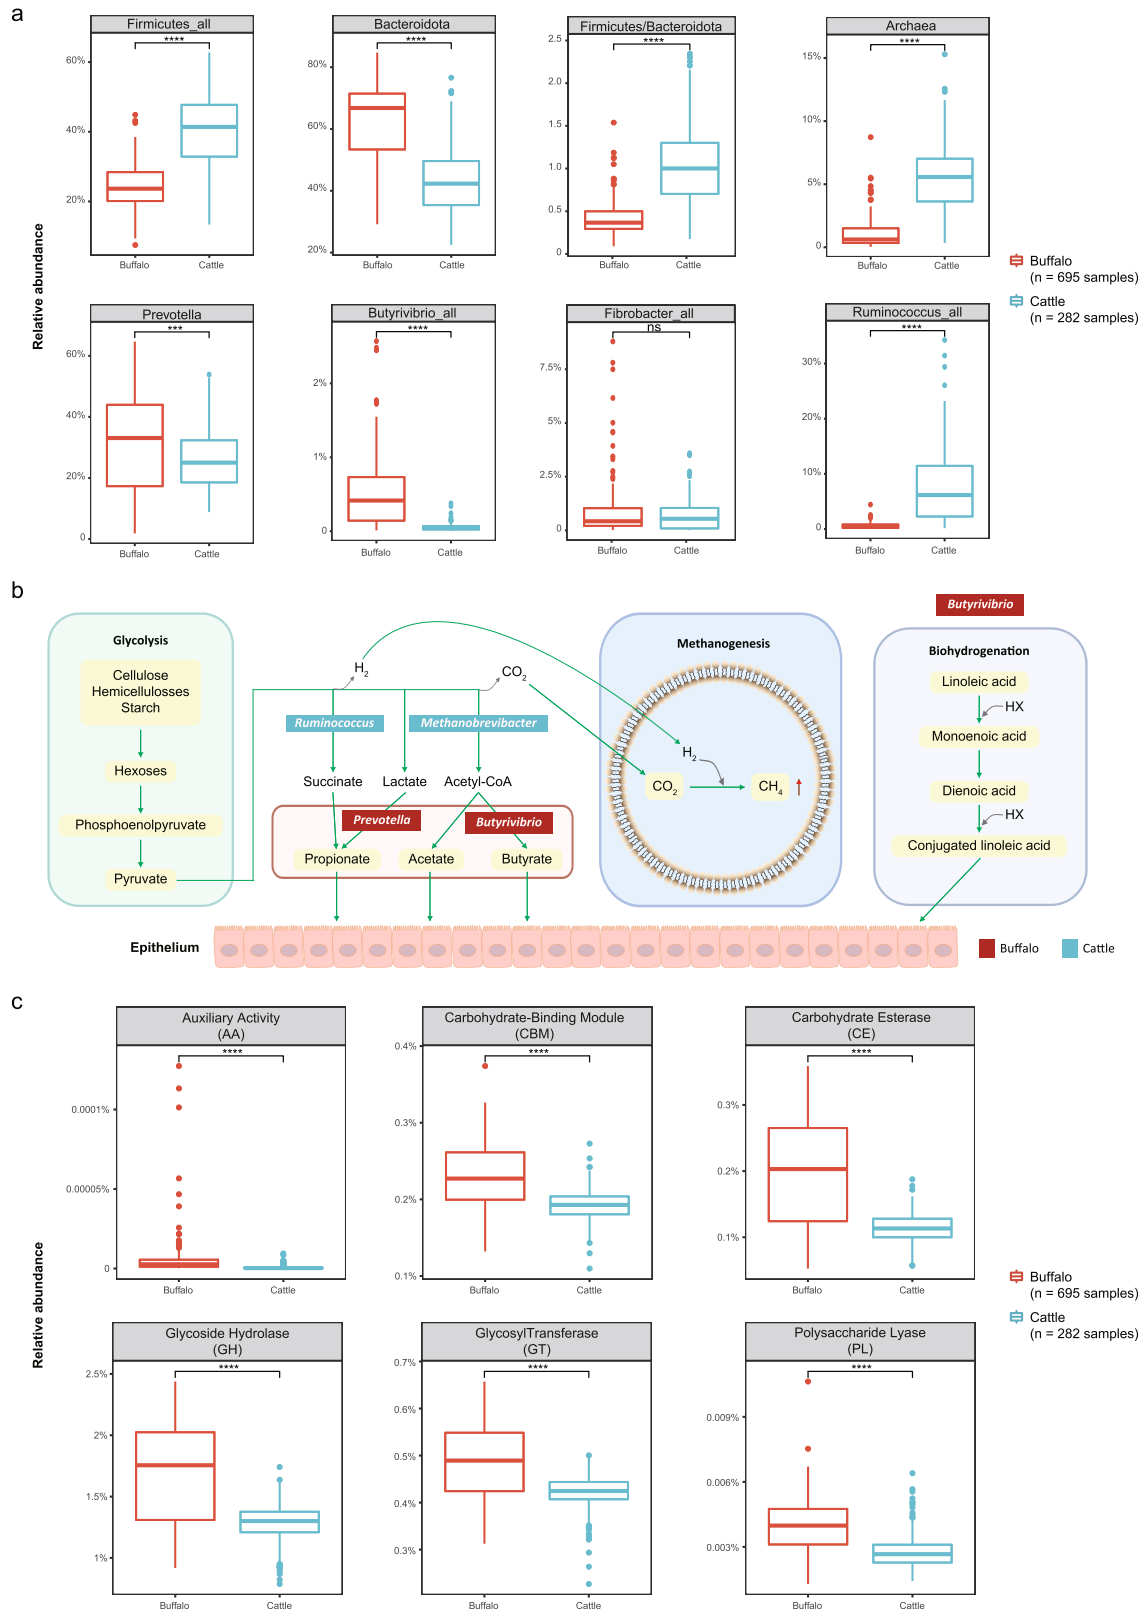 a
Firmicutes_all
Bacteroidota
Firmicutes/Bacteroidota
Archaea
****
****
****
****
60%
40%
20%
80%
60%
40%
20%
2.5
2.0
1.5
1.0
0.5
0
15%
10%
5%
0%
Buffalo
Cattle
Buffalo
Cattle
Buffalo
Cattle
Buffalo
Cattle
Relative abundance
Buffalo
(n = 695 samples)
Cattle
(n = 282 samples)
Prevotella
Butyrivibrio_all
Fibrobacter_all
Ruminococcus_all
***
****
ns
****
60%
40%
20%
0
2%
1%
0
7.5%
5%
2.5%
0
30%
10%
0
Buffalo
Cattle
Buffalo
Cattle
Buffalo
Cattle
Buffalo
Cattle
b
Glycolysis
Cellulose
Hemicellulosses
Starch
Hexoses
Phosphoenolpyruvate
Pyruvate
H2
CO2
Ruminococcus
Methanobrevibacter
Succinate
Lactate
Acetyl-CoA
Prevotella
Butyrivibrio
Propionate
Acetate
Butyrate
Methanogenesis
H2
CO2
CH4
Butyrivibrio
Biohydrogenation
Linoleic acid
HX
Monoenoic acid
Dienoic acid
HX
Conjugated linoleic acid
Epithelium
Buffalo
Cattle
c
Auxiliary Activity
(AA)
Carbohydrate-Binding Module
(CBM)
Carbohydrate Esterase
(CE)
****
****
****
0.0001%
0.00005%
0
0.4%
0.3%
0.2%
0.1%
0.3%
0.2%
0.1%
Buffalo
Cattle
Buffalo
Cattle
Buffalo
Cattle
Relative abundance
Buffalo
(n = 695 samples)
Cattle
(n = 282 samples)
Glycoside Hydrolase
(GH)
GlycosylTransferase
(GT)
Polysaccharide Lyase
(PL)
****
****
****
2.5%
2%
1.5%
1%
0.7%
0.6%
0.5%
0.4%
0.3%
0.009%
0.006%
0.003%
Buffalo
Cattle
Buffalo
Cattle
Buffalo
Cattle